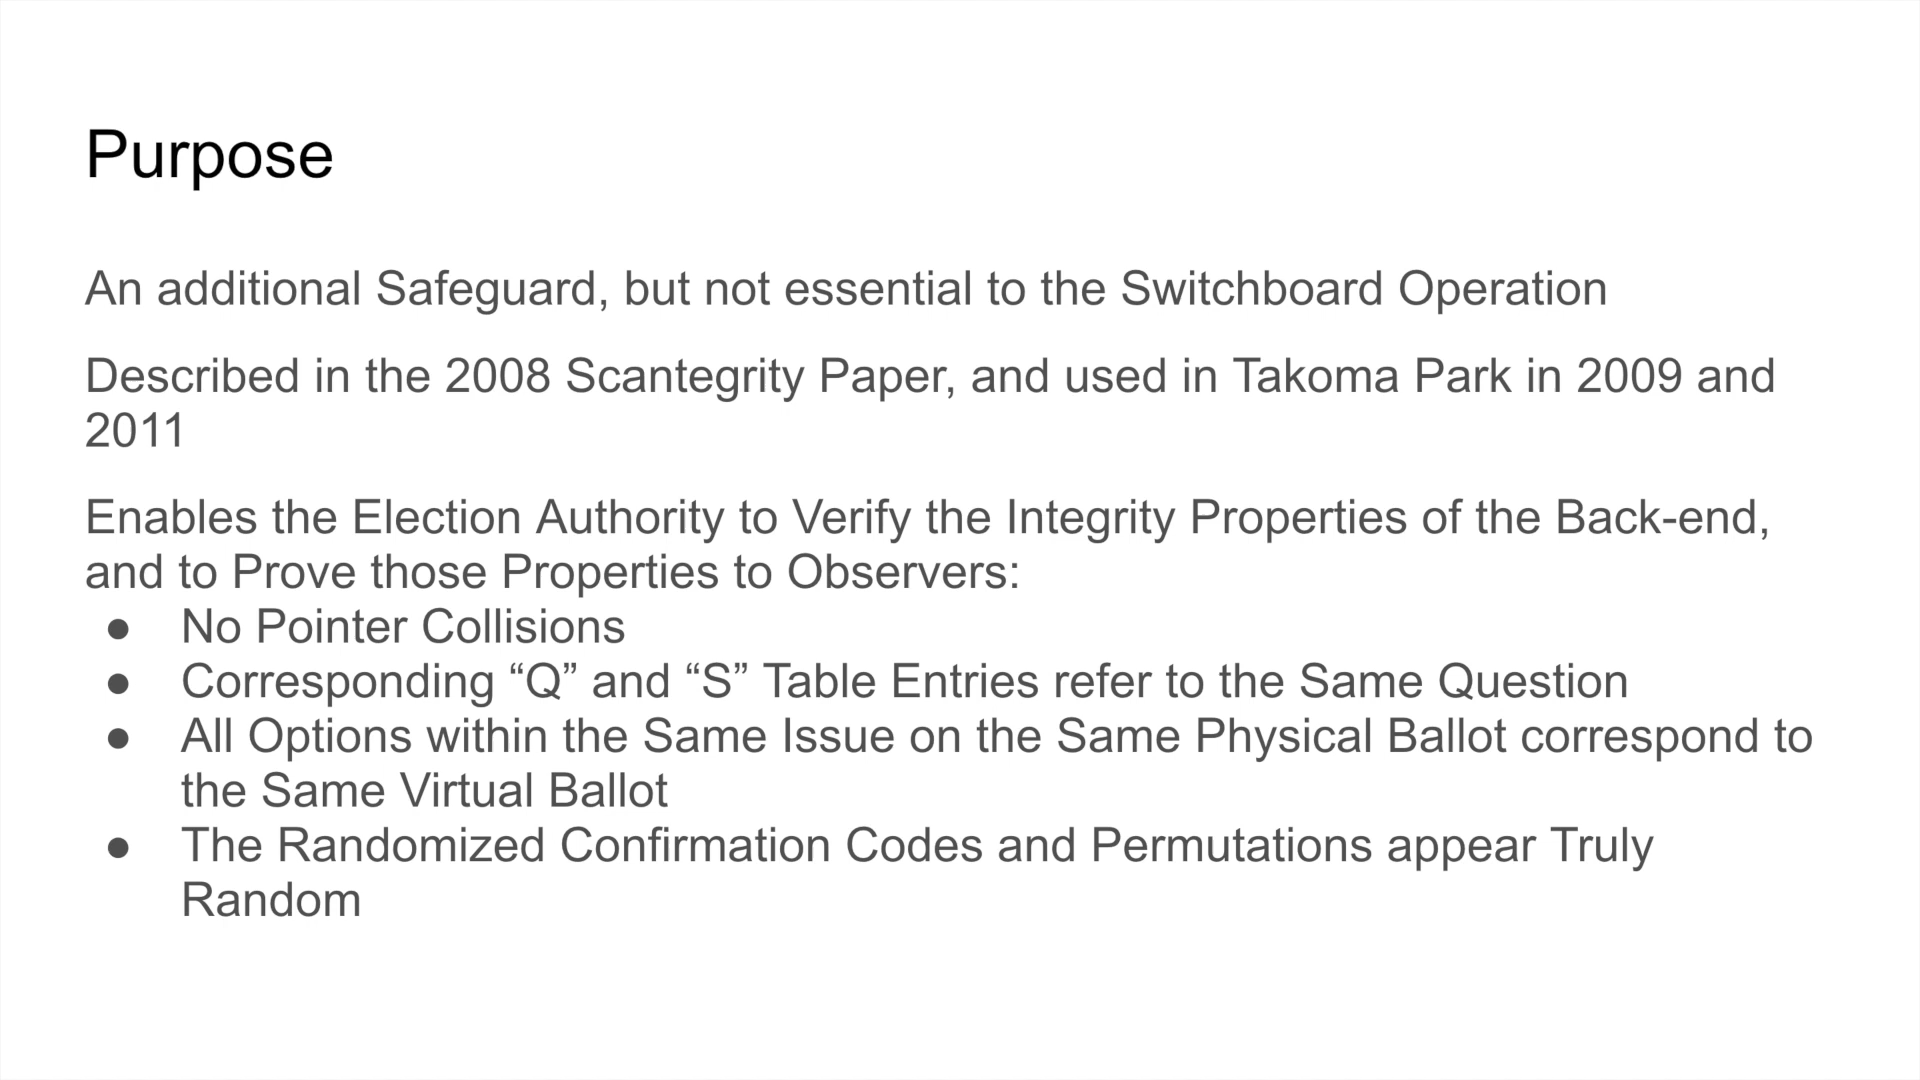 Purpose
An additional Safeguard, but not essential to the Switchboard Operation
Described in the 2008 Scantegrity Paper, and used in Takoma Park in 2009 and
2011
Enables the Election Authority to Verify the Integrity Properties of the Back-end,
and to Prove those Properties to Observers:
● No Pointer Collisions
● Corresponding “Q” and “S” Table Entries refer to the Same Question
● All Options within the Same Issue on the Same Physical Ballot correspond to
the Same Virtual Ballot
● The Randomized Confirmation Codes and Permutations appear Truly
Random